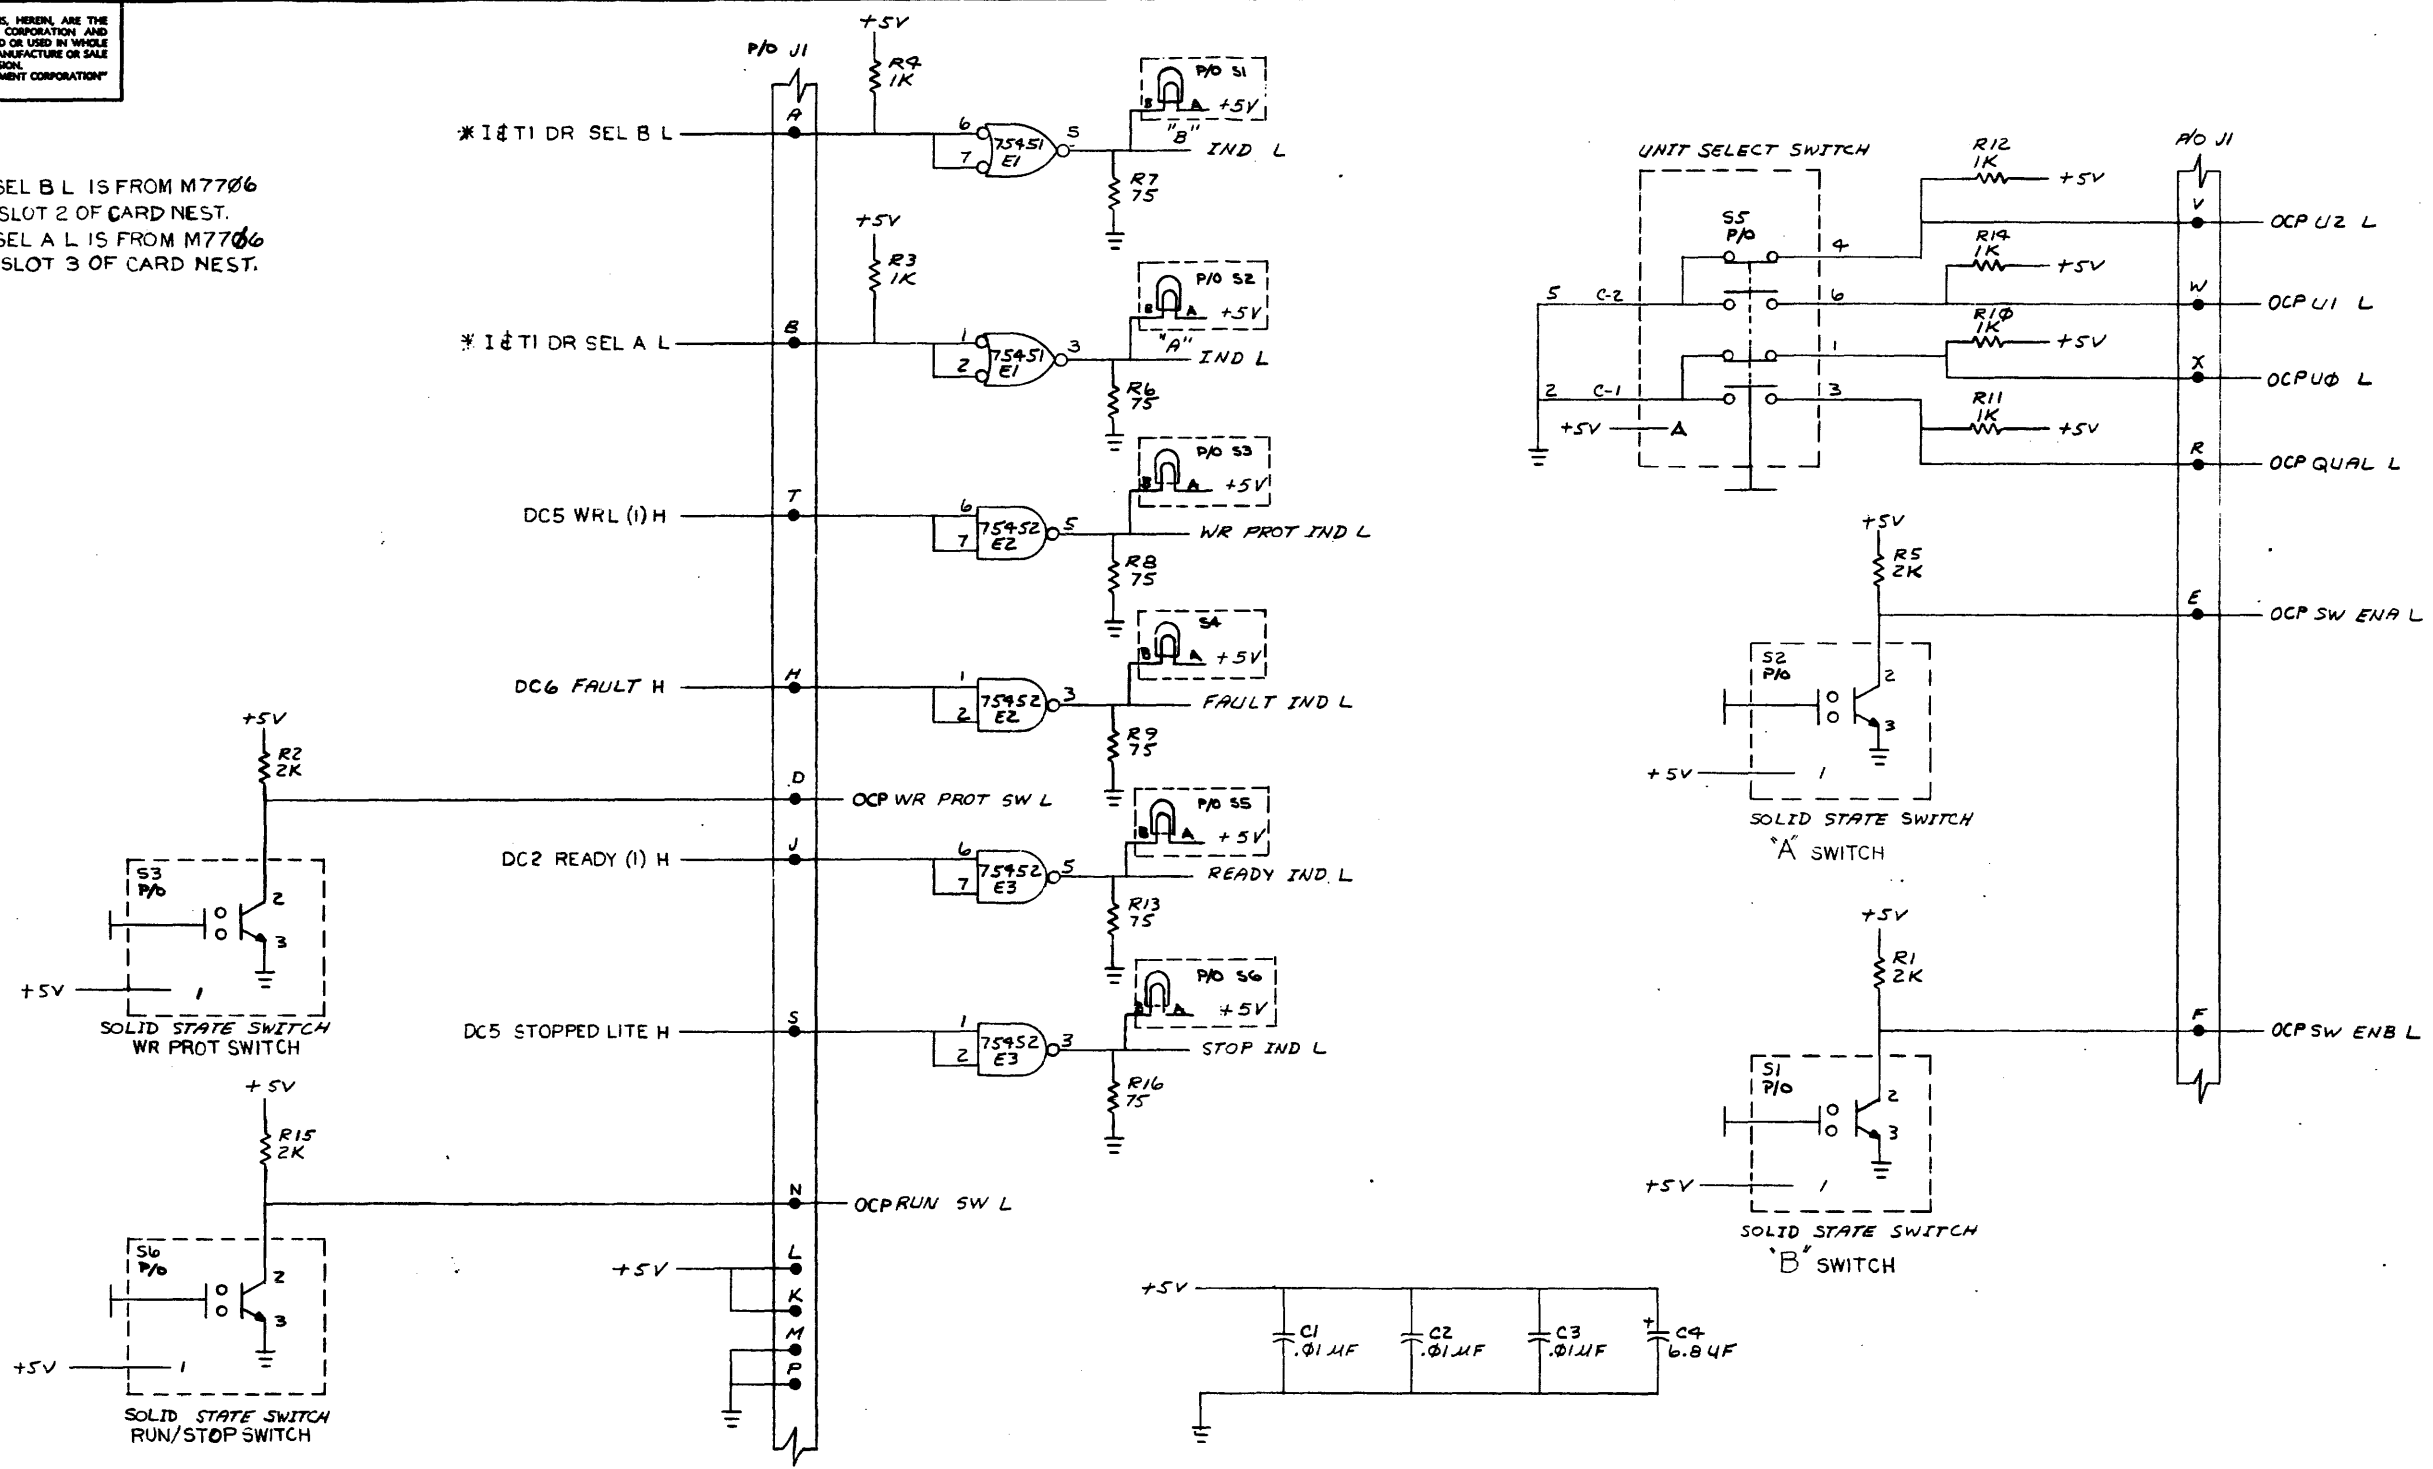 S, HEREIN, ARE THE
CORPORATION AND
D OR USED IN WHOLE
ANUFACTURE OR SALE
SION.
MENT CORPORATION"
SEL B L IS FROM M77Ø6
SLOT 2 OF CARD NEST.
SEL A L IS FROM M77Ø6
SLOT 3 OF CARD NEST.
P/O J1
+5V
R4
1K
A
* I&T1 DR SEL B L
6
7
75451
E1
5
P/O S1
B A +5V
"B"
IND L
R7
75
+5V
R3
1K
B
* I&T1 DR SEL A L
1
2
75451
E1
3
P/O S2
B A +5V
"A"
IND L
R6
75
T
DC5 WRL (1) H
6
7
75452
E2
5
P/O S3
B A +5V
WR PROT IND L
R8
75
H
DC6 FAULT H
1
2
75452
E2
3
S4
B A +5V
FAULT IND L
R9
75
+5V
R2
2K
D
OCP WR PROT SW L
S3
P/O
2
3
+5V
1
SOLID STATE SWITCH
WR PROT SWITCH
J
DC2 READY (1) H
6
7
75452
E3
5
P/O S5
B A +5V
READY IND. L
R13
75
S
DC5 STOPPED LITE H
1
2
75452
E3
3
P/O S6
B A +5V
STOP IND L
R16
75
+5V
R15
2K
N
OCP RUN SW L
S6
P/O
2
3
+5V
1
SOLID STATE SWITCH
RUN/STOP SWITCH
+5V
L
K
M
P
UNIT SELECT SWITCH
S5
P/O
4
6
1
3
5 C-2
2 C-1
+5V A
R12
1K
+5V
R14
1K
+5V
R1Ø
1K
+5V
R11
1K
+5V
P/O J1
V
OCP U2 L
W
OCP U1 L
X
OCP UØ L
R
OCP QUAL L
+5V
R5
2K
E
OCP SW ENA L
S2
P/O
2
3
+5V
1
SOLID STATE SWITCH
"A" SWITCH
+5V
R1
2K
F
OCP SW ENB L
S1
P/O
2
3
+5V
1
SOLID STATE SWITCH
"B" SWITCH
+5V
C1
.Ø1 UF
C2
.Ø1 UF
C3
.Ø1 UF
+
C4
6.8 UF